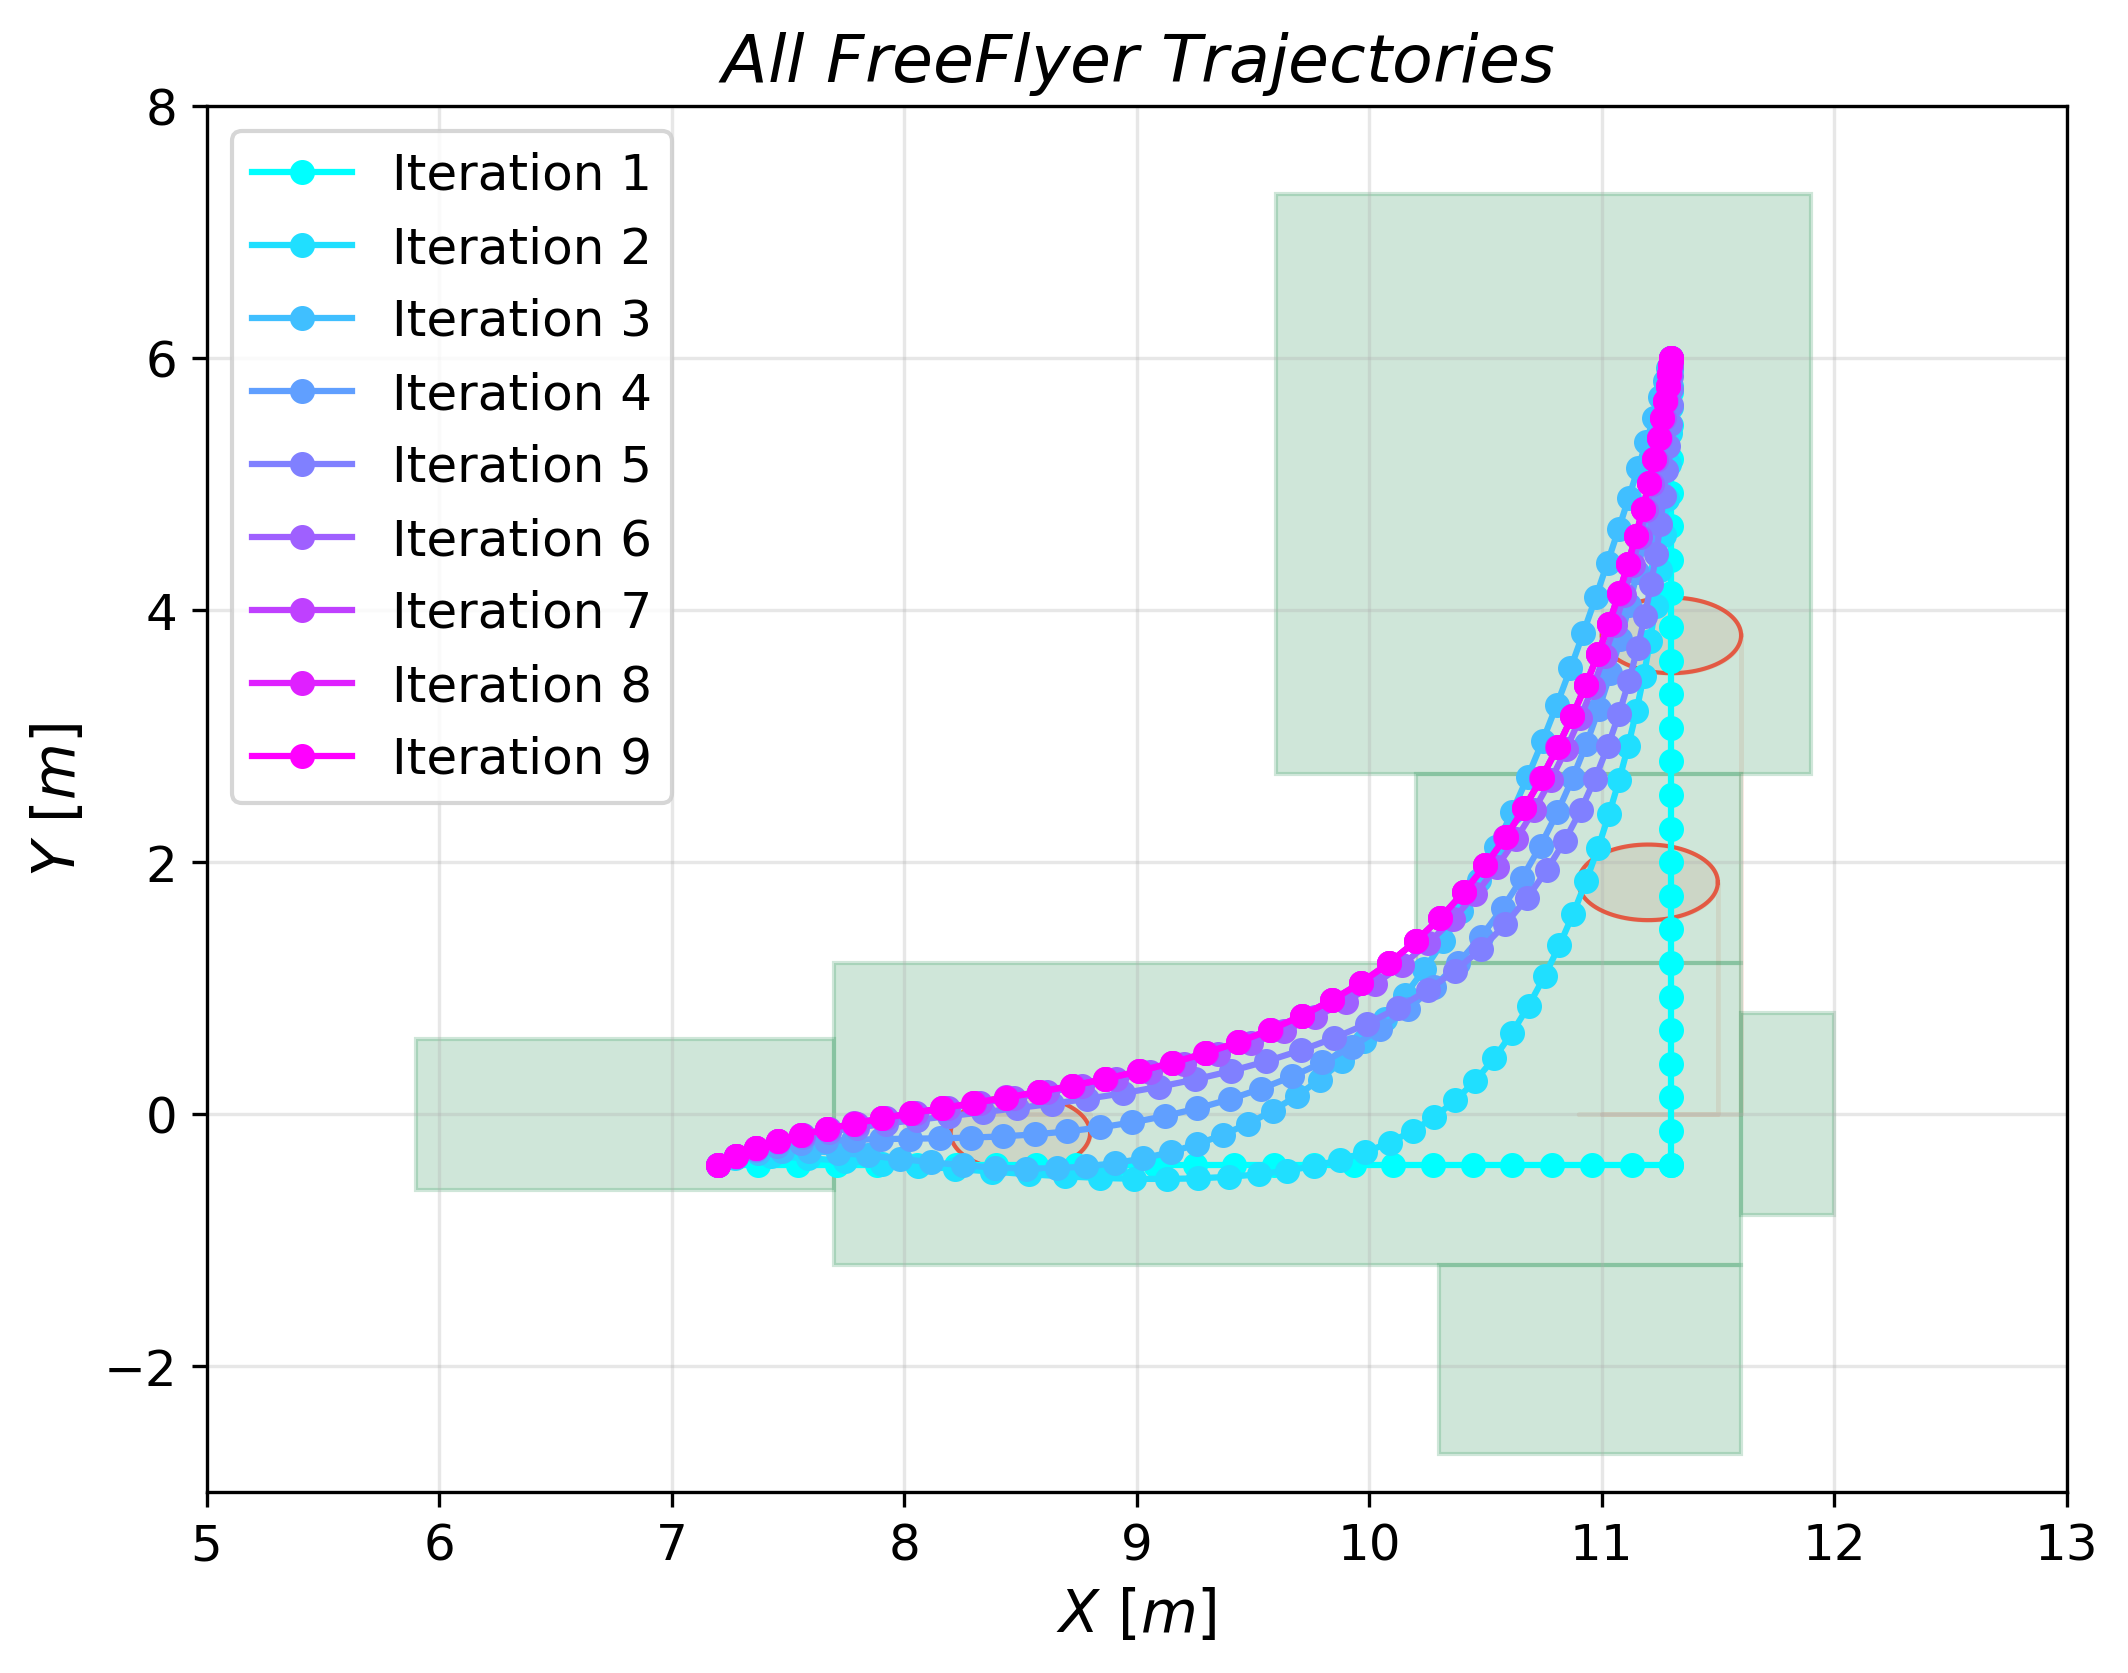 All FreeFlyer Trajectories
8
6
4
2
0
−2
Y [m]
Iteration 1
Iteration 2
Iteration 3
Iteration 4
Iteration 5
Iteration 6
Iteration 7
Iteration 8
Iteration 9
5 6 7 8 9 10 11 12 13
X [m]